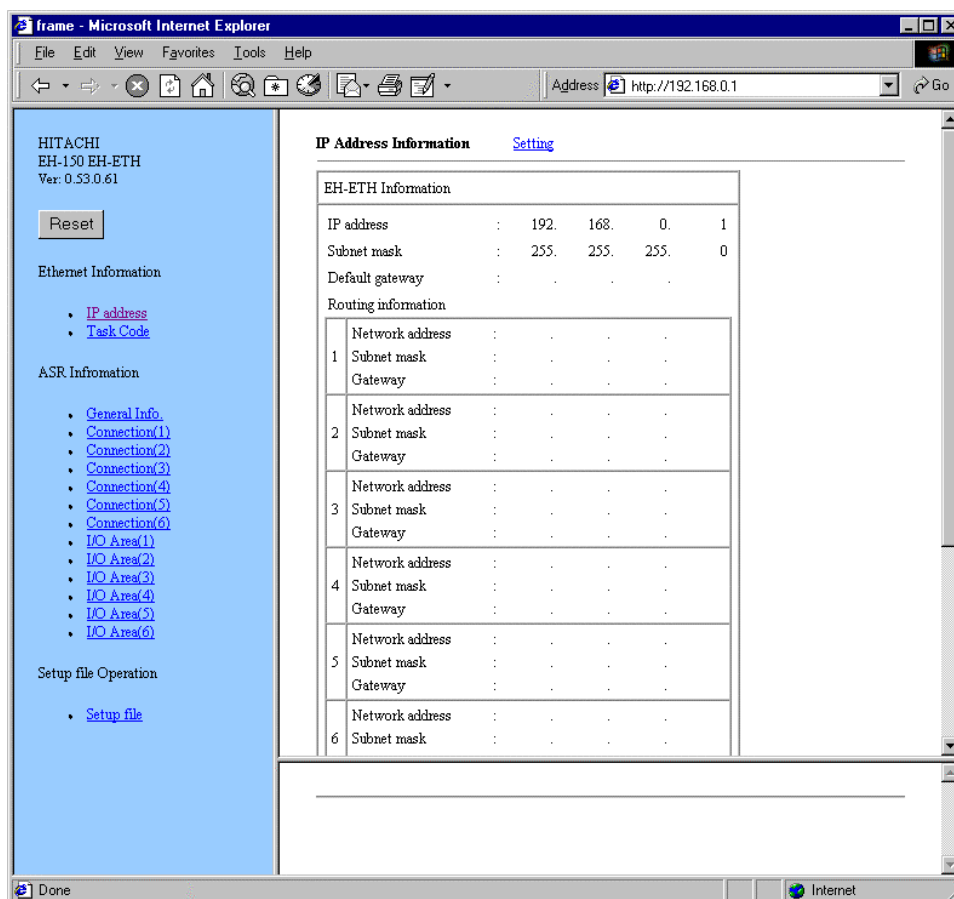 frame - Microsoft Internet Explorer
File Edit View Favorites Tools Help
Address http://192.168.0.1 Go
HITACHI
EH-150 EH-ETH
Ver: 0.53.0.61
Reset
Ethernet Information
IP address
Task Code
ASR Infromation
General Info.
Connection(1)
Connection(2)
Connection(3)
Connection(4)
Connection(5)
Connection(6)
I/O Area(1)
I/O Area(2)
I/O Area(3)
I/O Area(4)
I/O Area(5)
I/O Area(6)
Setup file Operation
Setup file
IP Address Information Setting
EH-ETH Information
IP address : 192. 168. 0. 1
Subnet mask : 255. 255. 255. 0
Default gateway : . . .
Routing information
1
Network address : . . .
Subnet mask : . . .
Gateway : . . .
2
Network address : . . .
Subnet mask : . . .
Gateway : . . .
3
Network address : . . .
Subnet mask : . . .
Gateway : . . .
4
Network address : . . .
Subnet mask : . . .
Gateway : . . .
5
Network address : . . .
Subnet mask : . . .
Gateway : . . .
6
Network address : . . .
Subnet mask : . . .
Done Internet